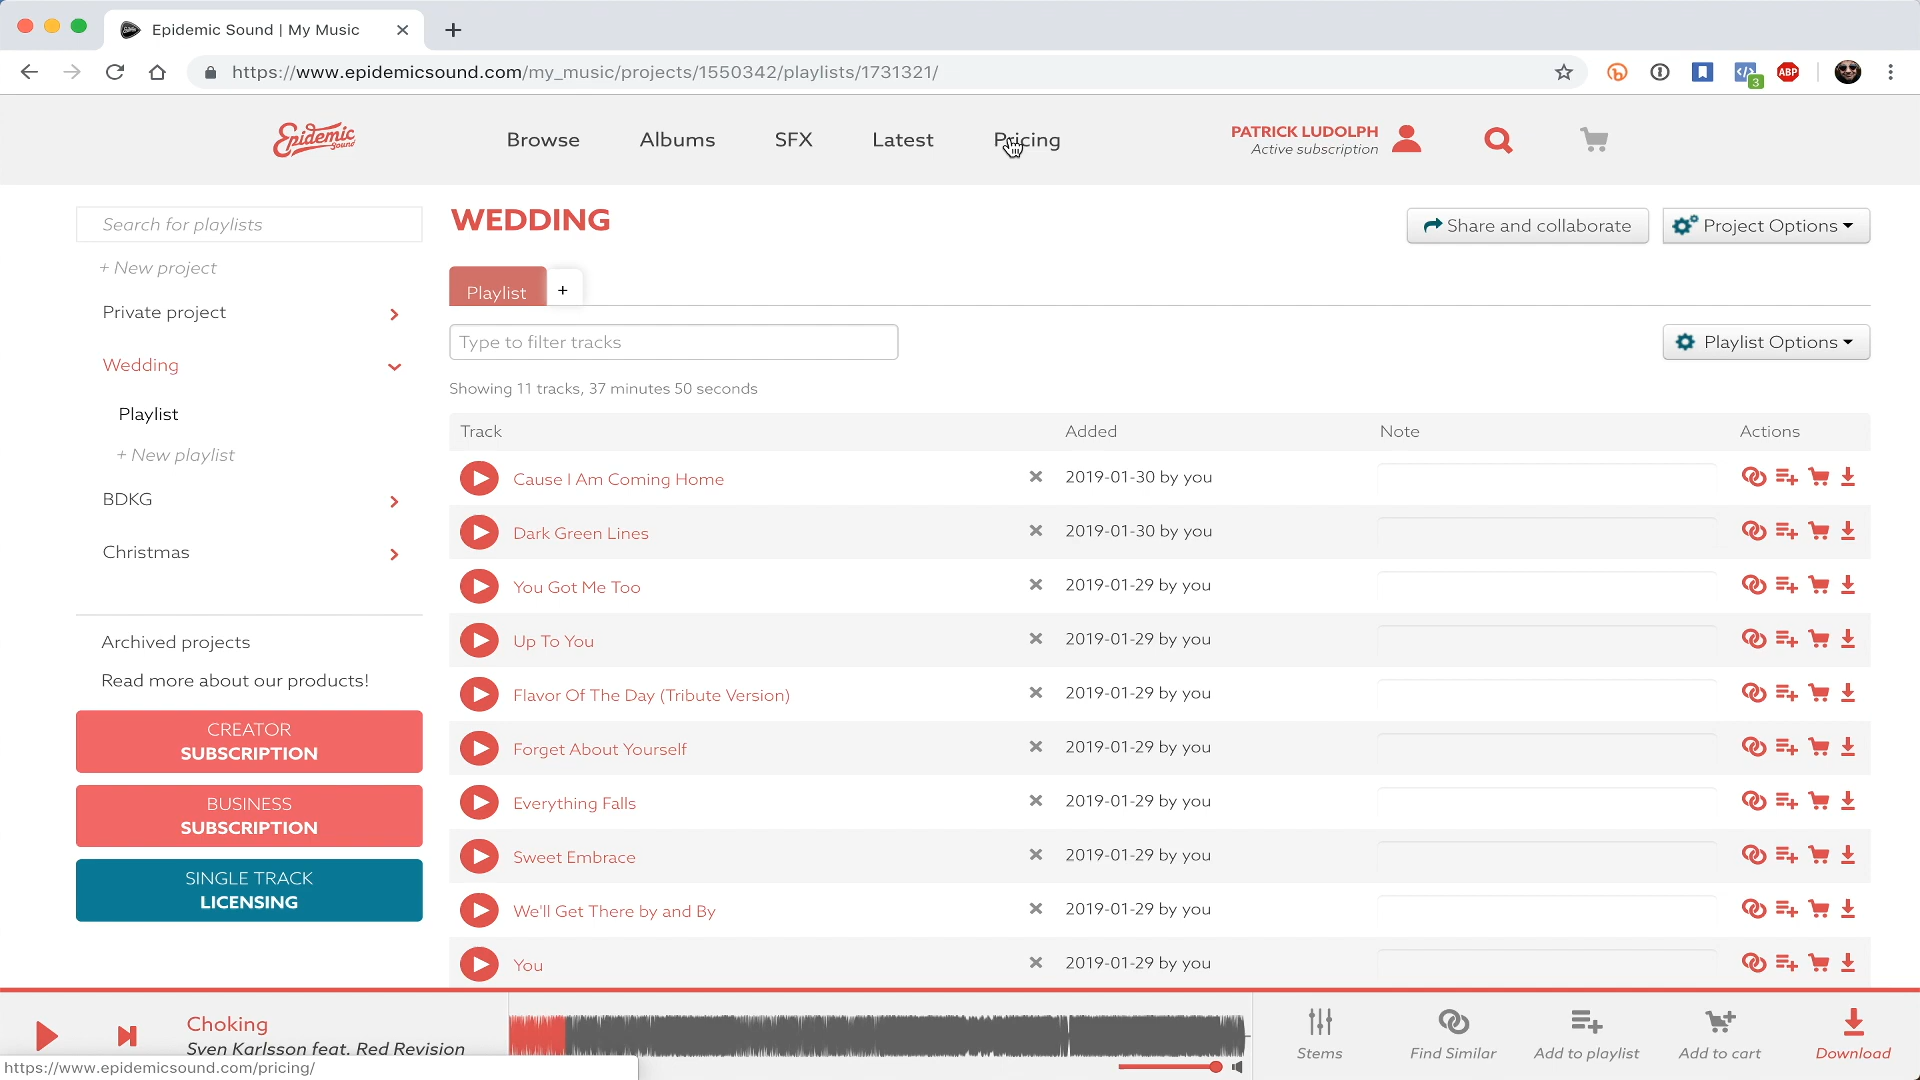 Epidemic Sound | My Music
https://www.epidemicsound.com/my_music/projects/1550342/playlists/1731321/
3
ABP
Epidemic Sound
Browse
Albums
SFX
Latest
Pricing
PATRICK LUDOLPH
Active subscription
Search for playlists
+ New project
Private project
Wedding
Playlist
+ New playlist
BDKG
Christmas
Archived projects
Read more about our products!
CREATOR
SUBSCRIPTION
BUSINESS
SUBSCRIPTION
SINGLE TRACK
LICENSING
WEDDING
Share and collaborate
Project Options
Playlist
+
Type to filter tracks
Playlist Options
Showing 11 tracks, 37 minutes 50 seconds
Track Added Note Actions
Cause I Am Coming Home 2019-01-30 by you
Dark Green Lines 2019-01-30 by you
You Got Me Too 2019-01-29 by you
Up To You 2019-01-29 by you
Flavor Of The Day (Tribute Version) 2019-01-29 by you
Forget About Yourself 2019-01-29 by you
Everything Falls 2019-01-29 by you
Sweet Embrace 2019-01-29 by you
We'll Get There by and By 2019-01-29 by you
You 2019-01-29 by you
Choking
Sven Karlsson feat. Red Revision
Stems
Find Similar
Add to playlist
Add to cart
Download
https://www.epidemicsound.com/pricing/